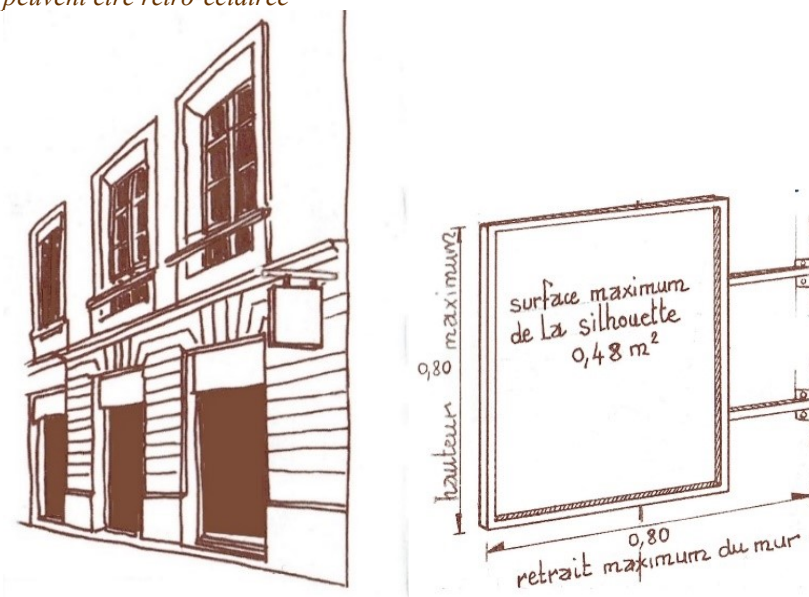 peuvent être rétro-éclairée
surface maximum
de la silhouette
0,48 m²
hauteur 0,80 maximum
0,80
retrait maximum du mur